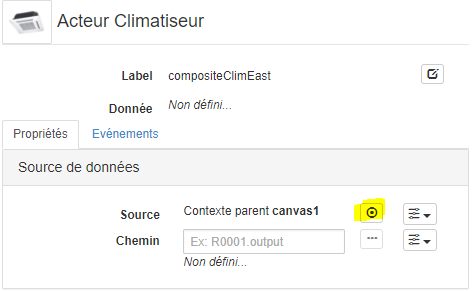 Acteur Climatiseur
Label compositeClimEast
Donnée Non défini...
Propriétés Evénements
Source de données
Source Contexte parent canvas1
Chemin Ex: R0001.output
Non défini...